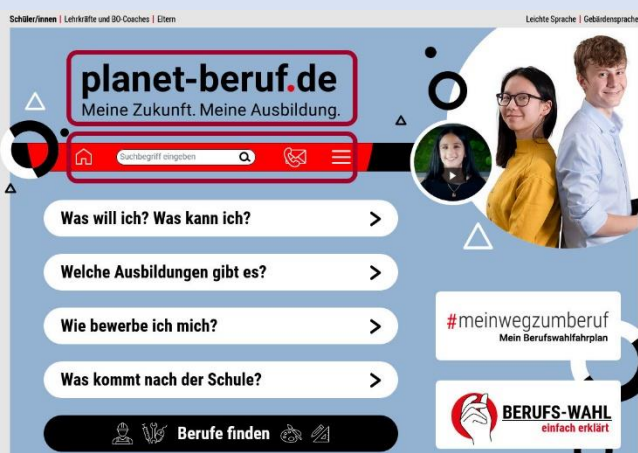 Schüler/innen | Lehrkräfte und BO-Coaches | Eltern
Leichte Sprache | Gebärdensprache
planet-beruf.de
Meine Zukunft. Meine Ausbildung.
Suchbegriff eingeben
Was will ich? Was kann ich?
Welche Ausbildungen gibt es?
Wie bewerbe ich mich?
Was kommt nach der Schule?
Berufe finden
#meinwegzumberuf
Mein Berufswahlfahrplan
BERUFS-WAHL
einfach erklärt